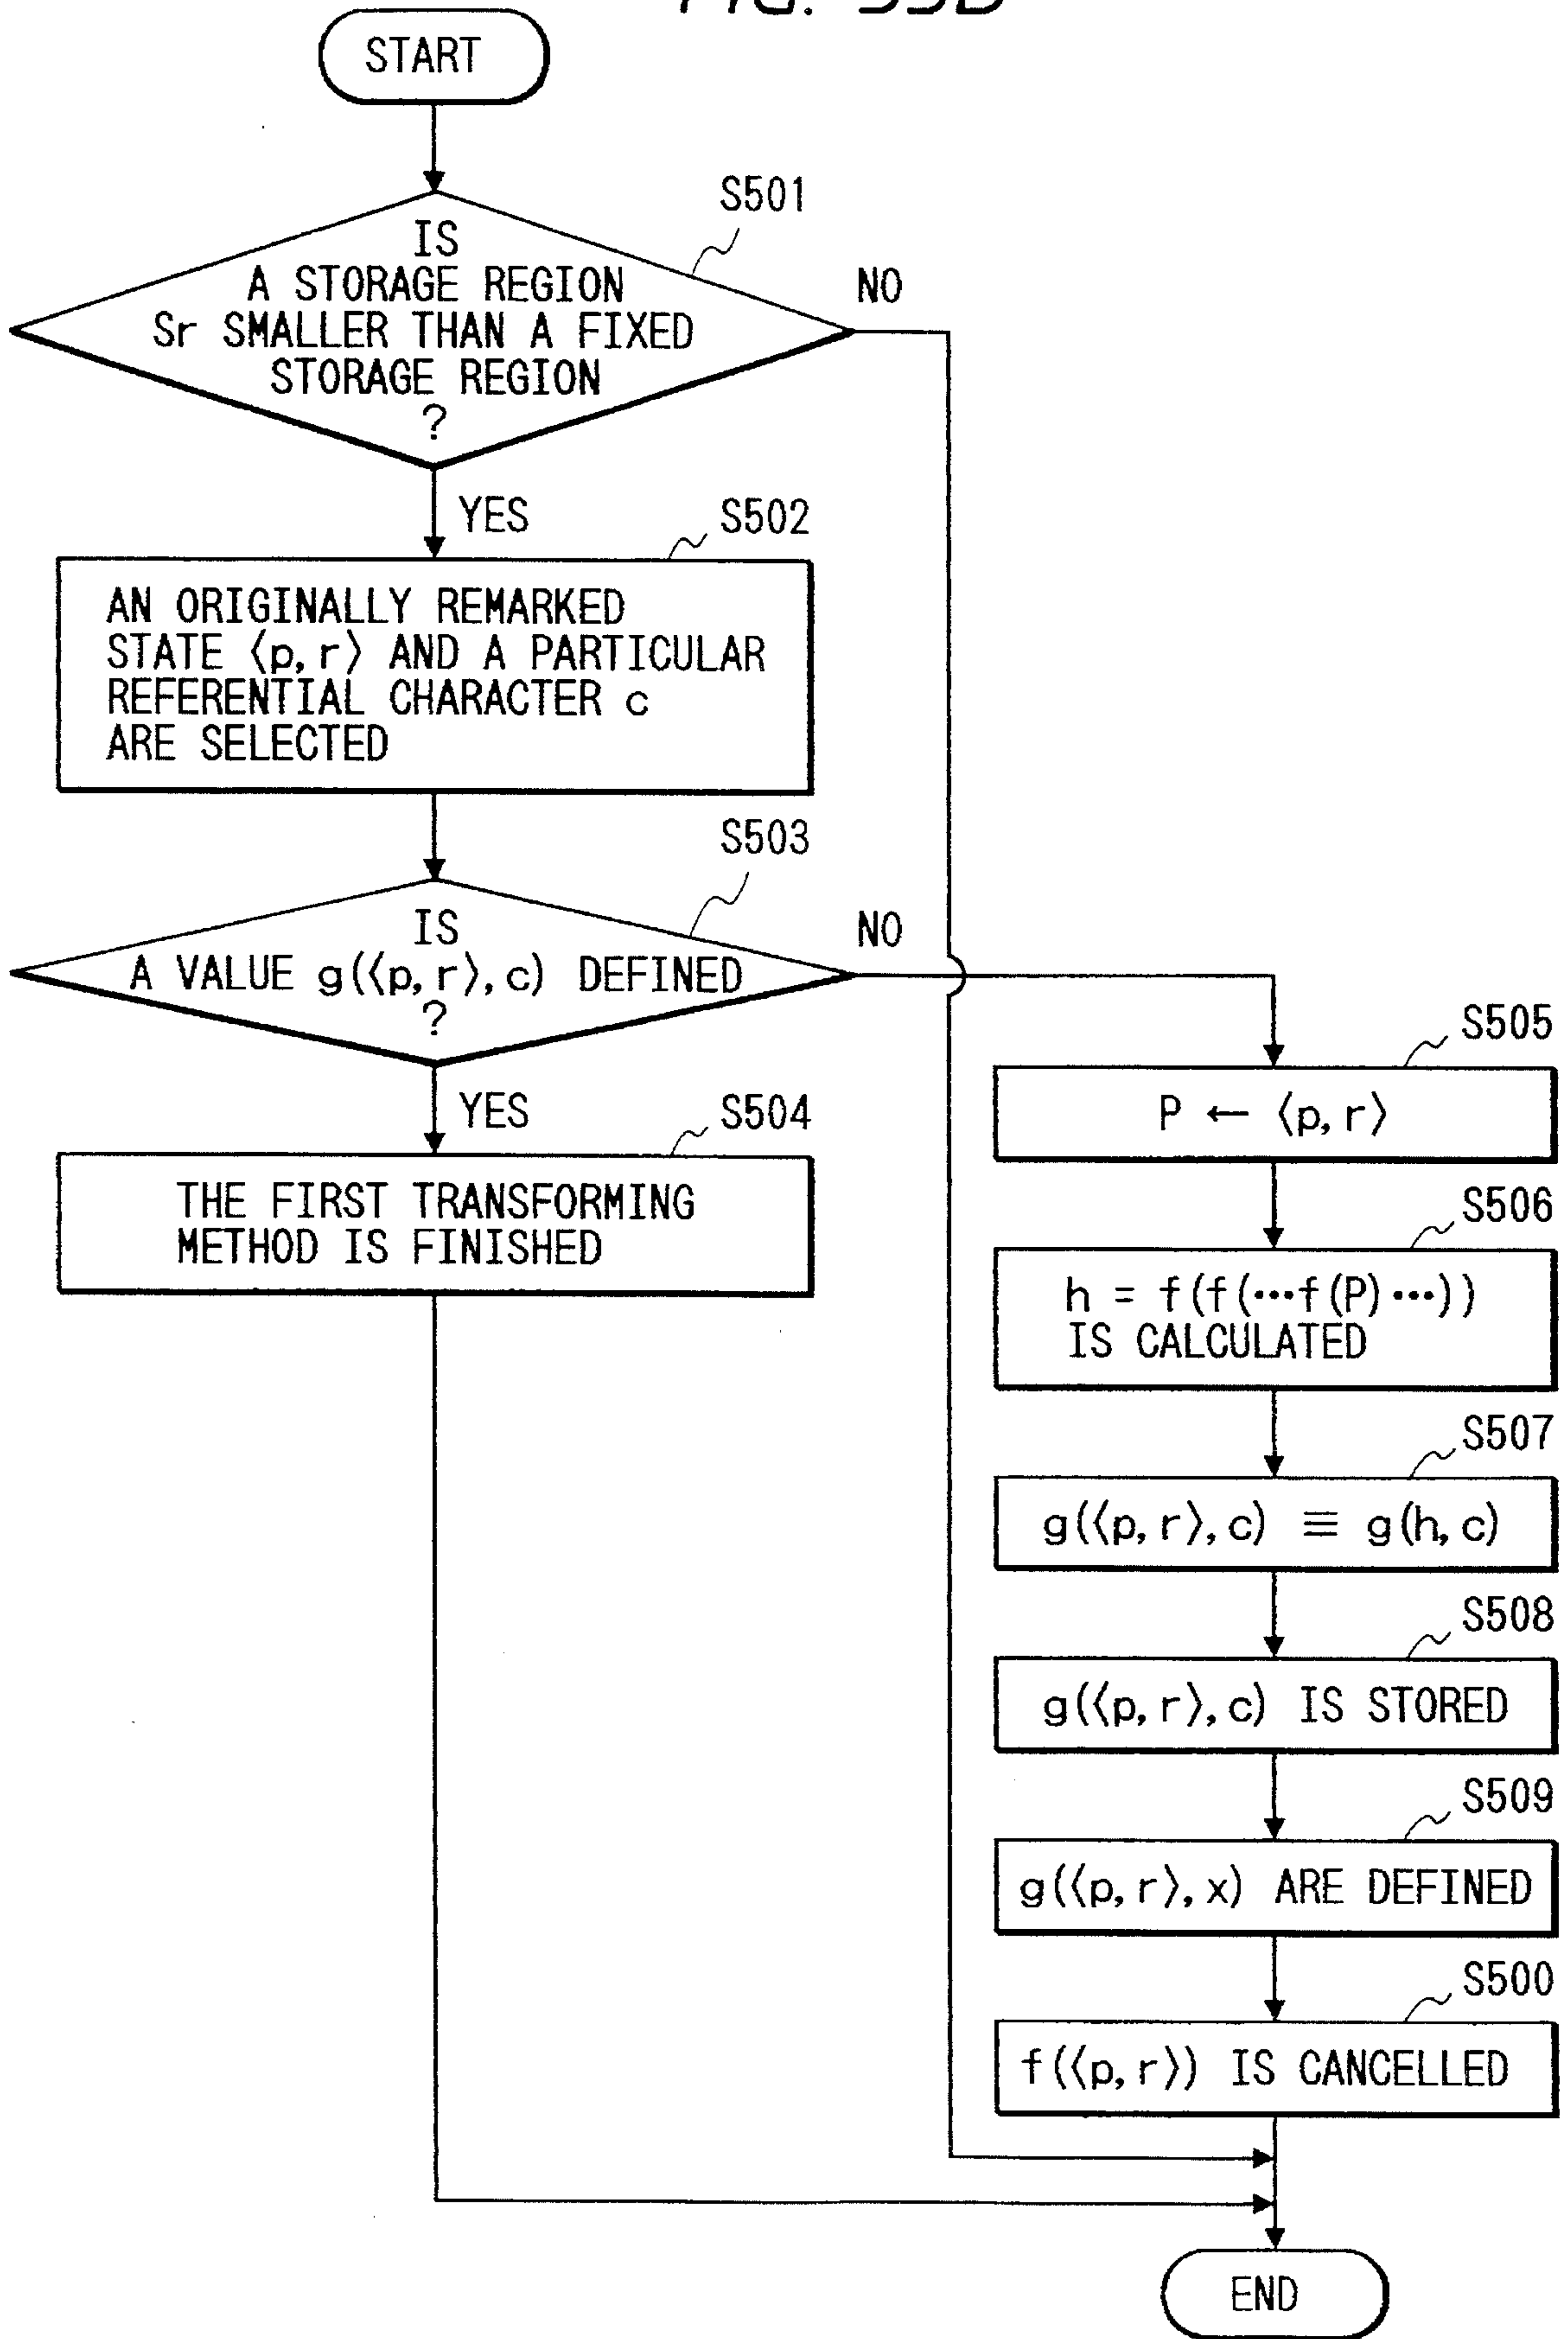 START
S501
IS
A STORAGE REGION
Sr SMALLER THAN A FIXED
STORAGE REGION
?
NO
YES
S502
AN ORIGINALLY REMARKED
STATE ⟨p, r⟩ AND A PARTICULAR
REFERENTIAL CHARACTER c
ARE SELECTED
S503
IS
A VALUE g(⟨p, r⟩, c) DEFINED
?
NO
YES
S504
THE FIRST TRANSFORMING
METHOD IS FINISHED
S505
P ← ⟨p, r⟩
S506
h = f(f(···f(P)···))
IS CALCULATED
S507
g(⟨p, r⟩, c) ≡ g(h, c)
S508
g(⟨p, r⟩, c) IS STORED
S509
g(⟨p, r⟩, x) ARE DEFINED
S500
f(⟨p, r⟩) IS CANCELLED
END